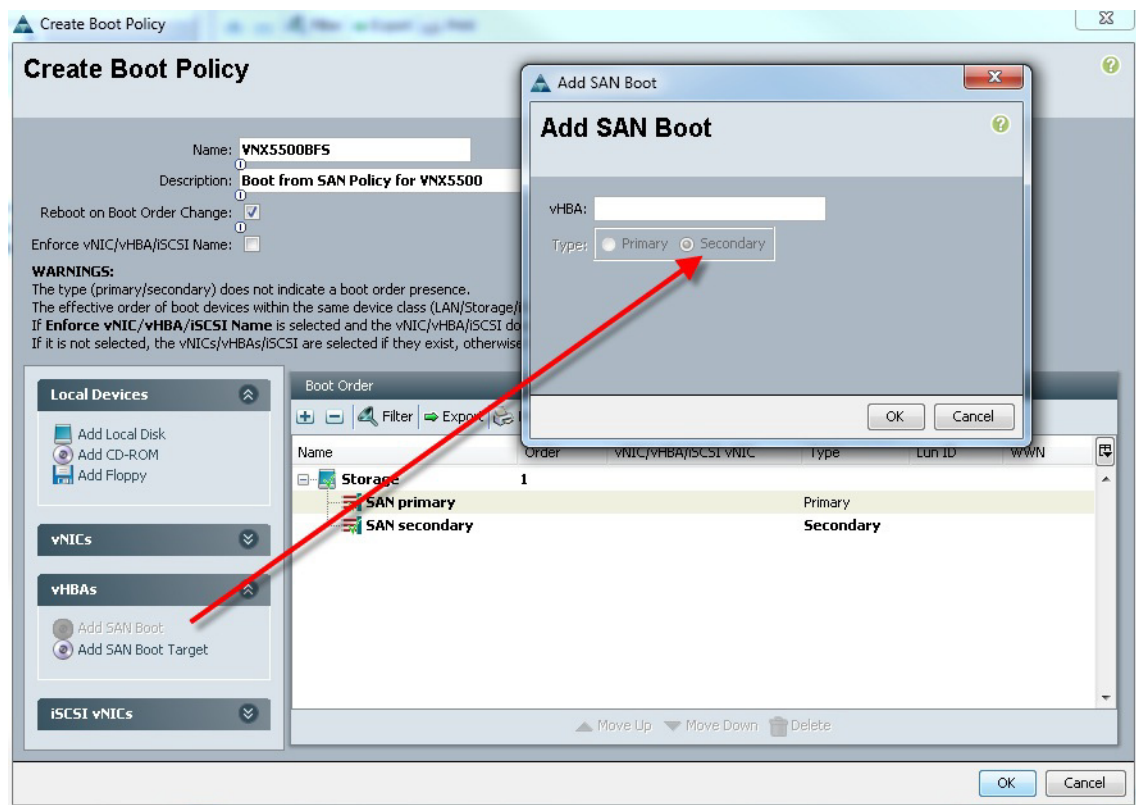 Create Boot Policy
Create Boot Policy
Name: VNX5500BFS
Description: Boot from SAN Policy for VNX5500
Reboot on Boot Order Change:
Enforce vNIC/vHBA/iSCSI Name:
WARNINGS:
The type (primary/secondary) does not indicate a boot order presence.
The effective order of boot devices within the same device class (LAN/Storage/
If Enforce vNIC/vHBA/iSCSI Name is selected and the vNIC/vHBA/iSCSI do
If it is not selected, the vNICs/vHBAs/iSCSI are selected if they exist, otherwise
Add SAN Boot
Add SAN Boot
vHBA:
Type: Primary Secondary
OK Cancel
Local Devices
Add Local Disk
Add CD-ROM
Add Floppy
vNICs
vHBAs
Add SAN Boot
Add SAN Boot Target
iSCSI vNICs
Boot Order
Filter Export
Name Order vNIC/vHBA/iSCSI vNIC Type Lun ID WWN
Storage 1
SAN primary Primary
SAN secondary Secondary
Move Up Move Down Delete
OK Cancel